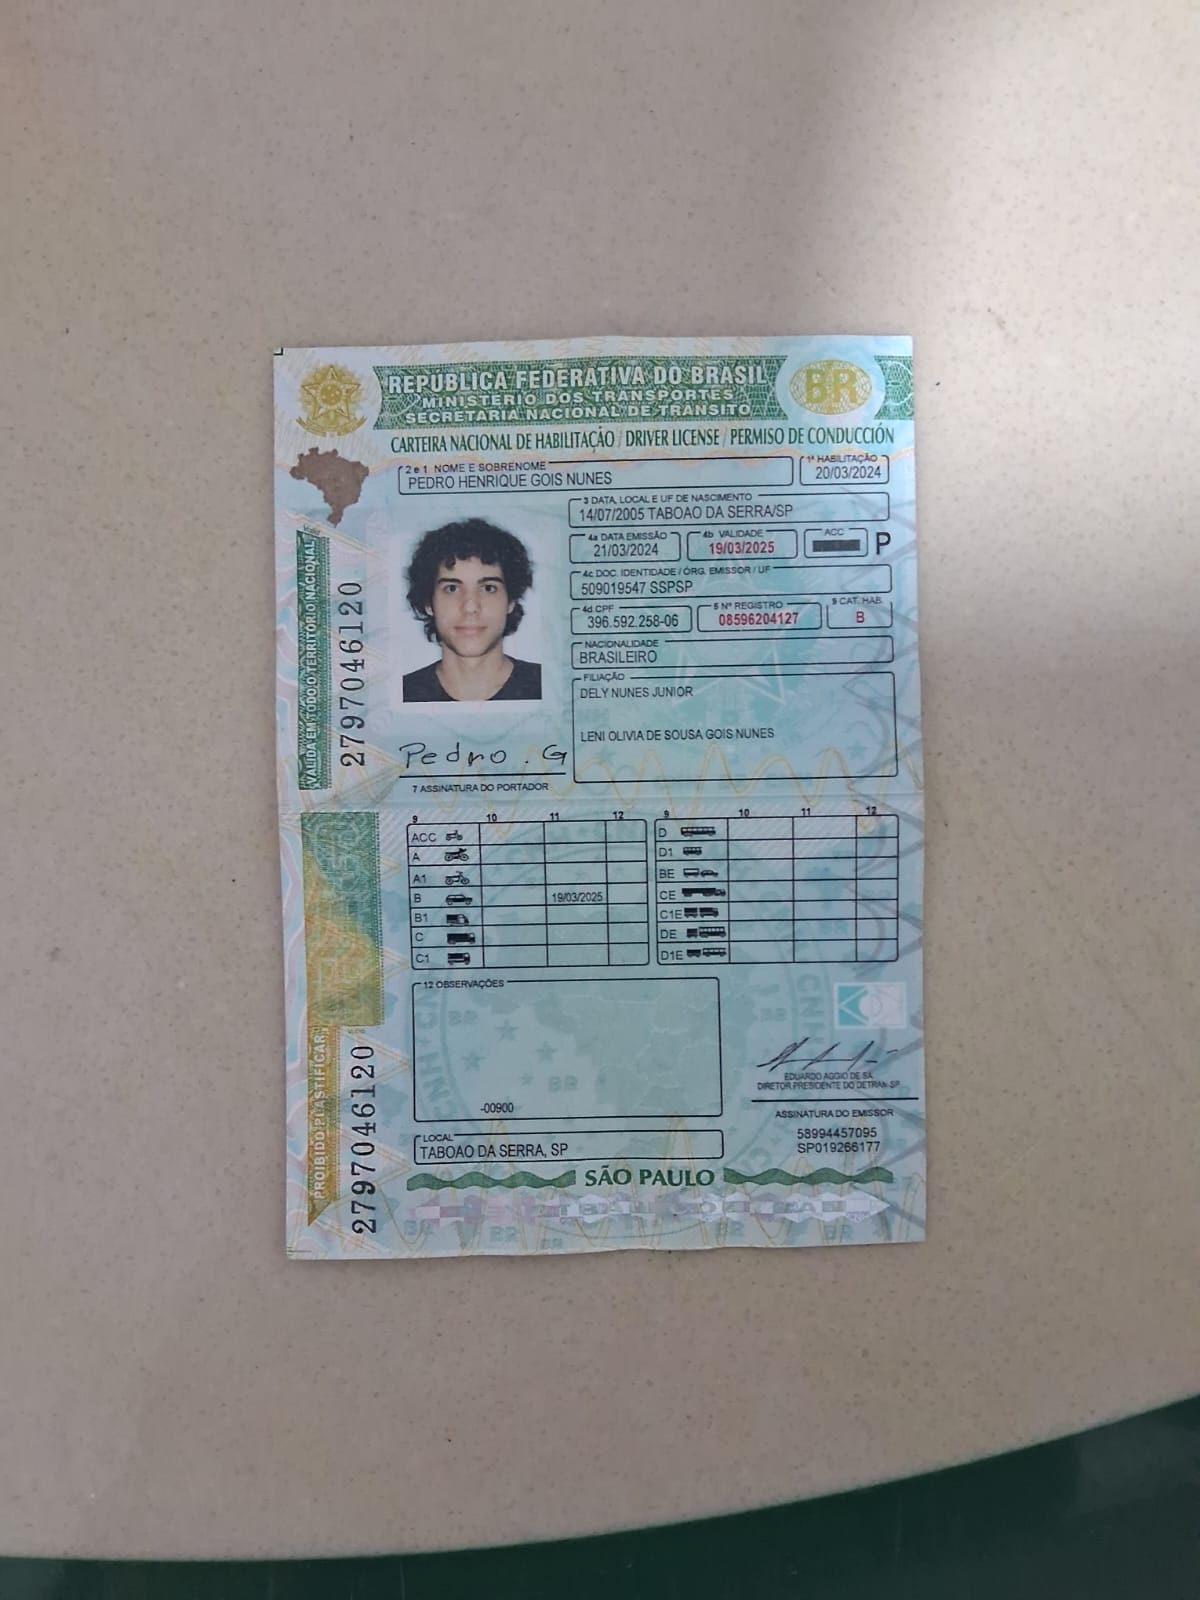 REPÚBLICA FEDERATIVA DO BRASIL
MINISTÉRIO DOS TRANSPORTES
SECRETARIA NACIONAL DE TRÂNSITO
BR
CARTEIRA NACIONAL DE HABILITAÇÃO / DRIVER LICENSE / PERMISO DE CONDUCCIÓN
2 e 1 NOME E SOBRENOME
PEDRO HENRIQUE GOIS NUNES
1ª HABILITAÇÃO
20/03/2024
3 DATA, LOCAL E UF DE NASCIMENTO
14/07/2005 TABOAO DA SERRA/SP
4a DATA EMISSÃO
21/03/2024
4b VALIDADE
19/03/2025
ACC
P
4c DOC. IDENTIDADE / ÓRG. EMISSOR / UF
509019547 SSPSP
4d CPF
396.592.258-06
5 Nº REGISTRO
08596204127
9 CAT. HAB.
B
NACIONALIDADE
BRASILEIRO
FILIAÇÃO
DELY NUNES JUNIOR
LENI OLIVIA DE SOUSA GOIS NUNES
Pedro . G
7 ASSINATURA DO PORTADOR
VÁLIDA EM TODO O TERRITÓRIO NACIONAL
2797046120
9 10 11 12
ACC
A
A1
B 19/03/2025
B1
C
C1
9 10 11 12
D
D1
BE
CE
C1E
DE
D1E
12 OBSERVAÇÕES
-00900
LOCAL
TABOAO DA SERRA, SP
EDUARDO AGGIO DE SÁ
DIRETOR PRESIDENTE DO DETRAN-SP
ASSINATURA DO EMISSOR
58994457095
SP019266177
SÃO PAULO
PROIBIDO PLASTIFICAR
2797046120